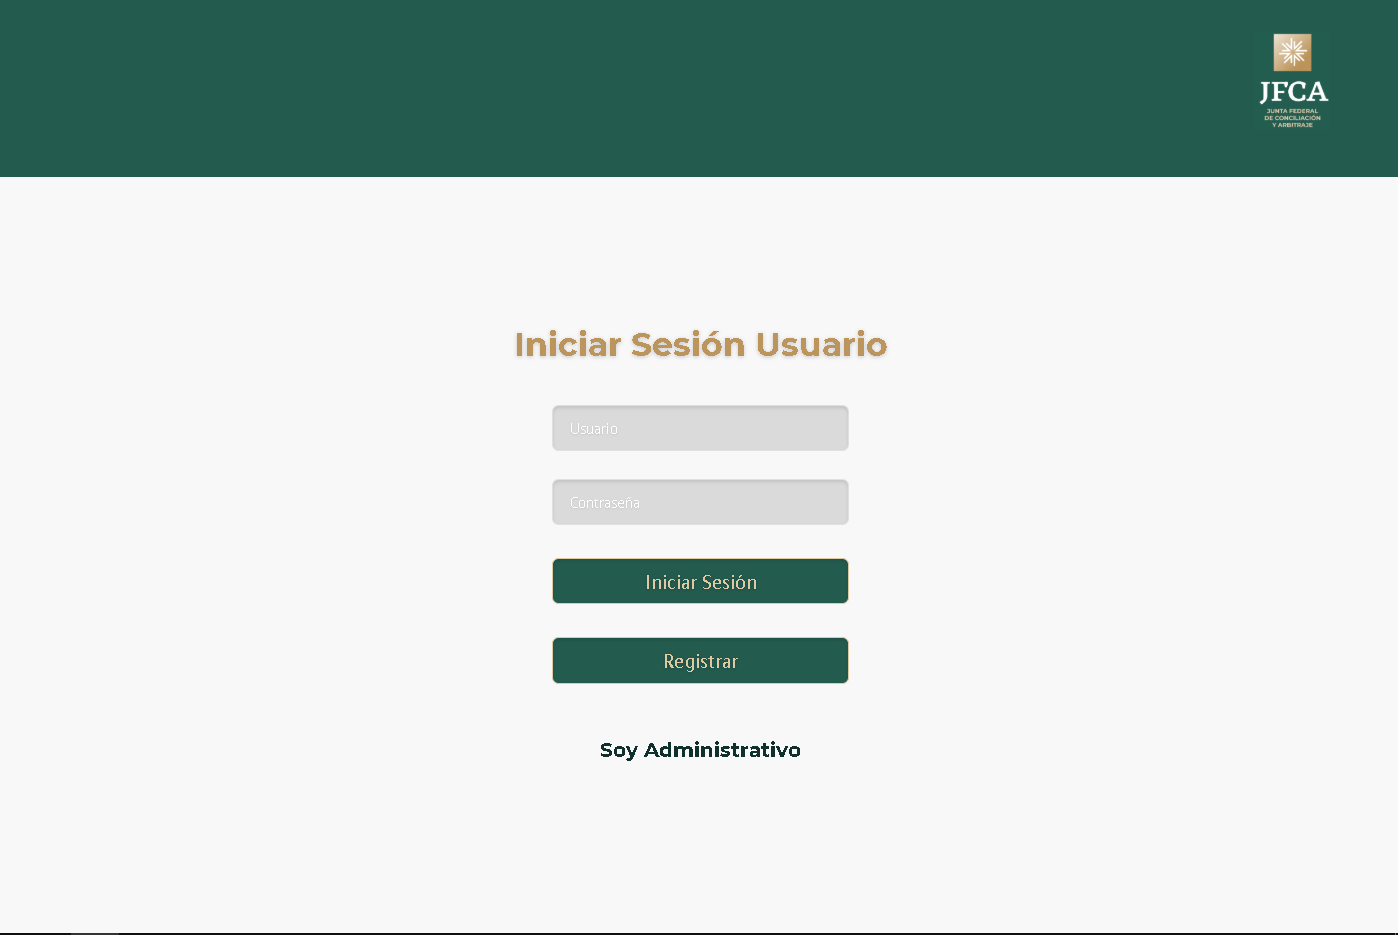 JFCA
JUNTA FEDERAL
DE CONCILIACIÓN
Y ARBITRAJE
Iniciar Sesión Usuario
Usuario
Contraseña
Iniciar Sesión
Registrar
Soy Administrativo